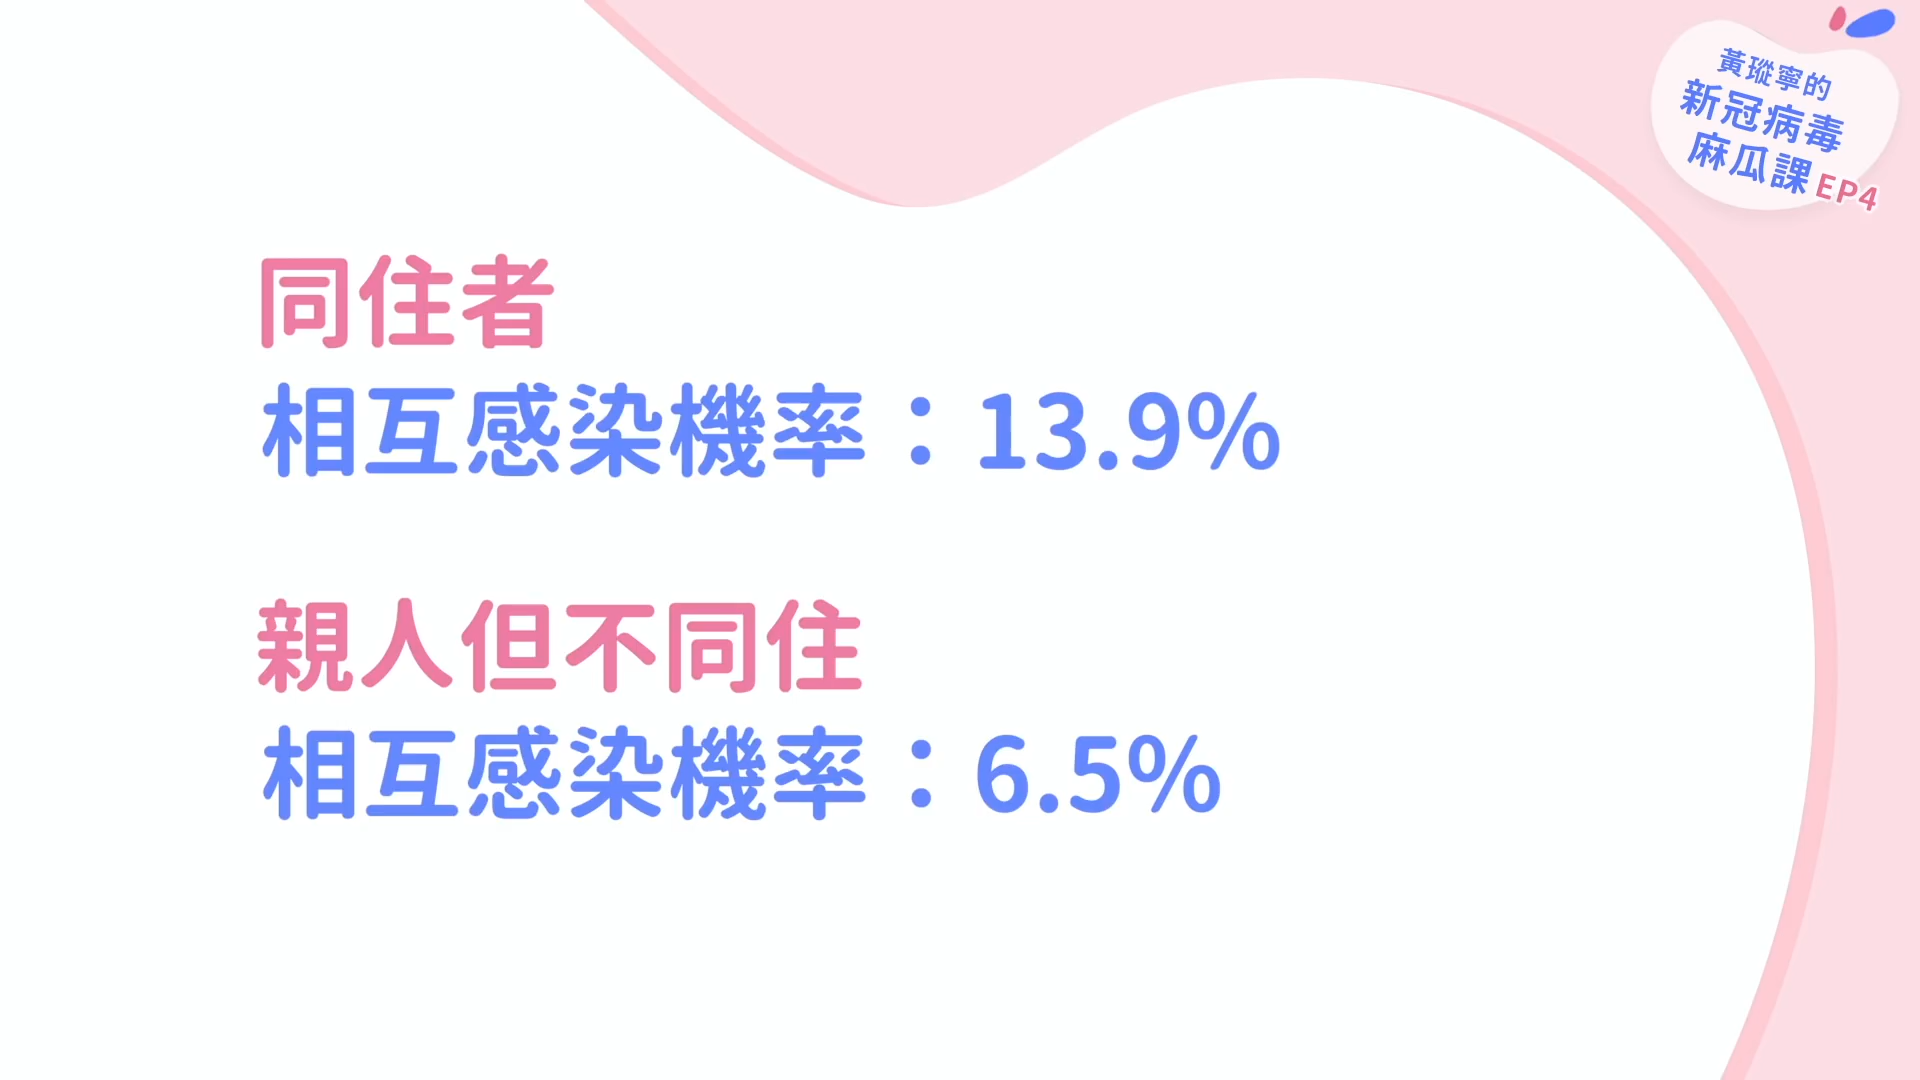 黃瑽寧的
新冠病毒
麻瓜課 EP4
同住者
相互感染機率：13.9%
親人但不同住
相互感染機率：6.5%